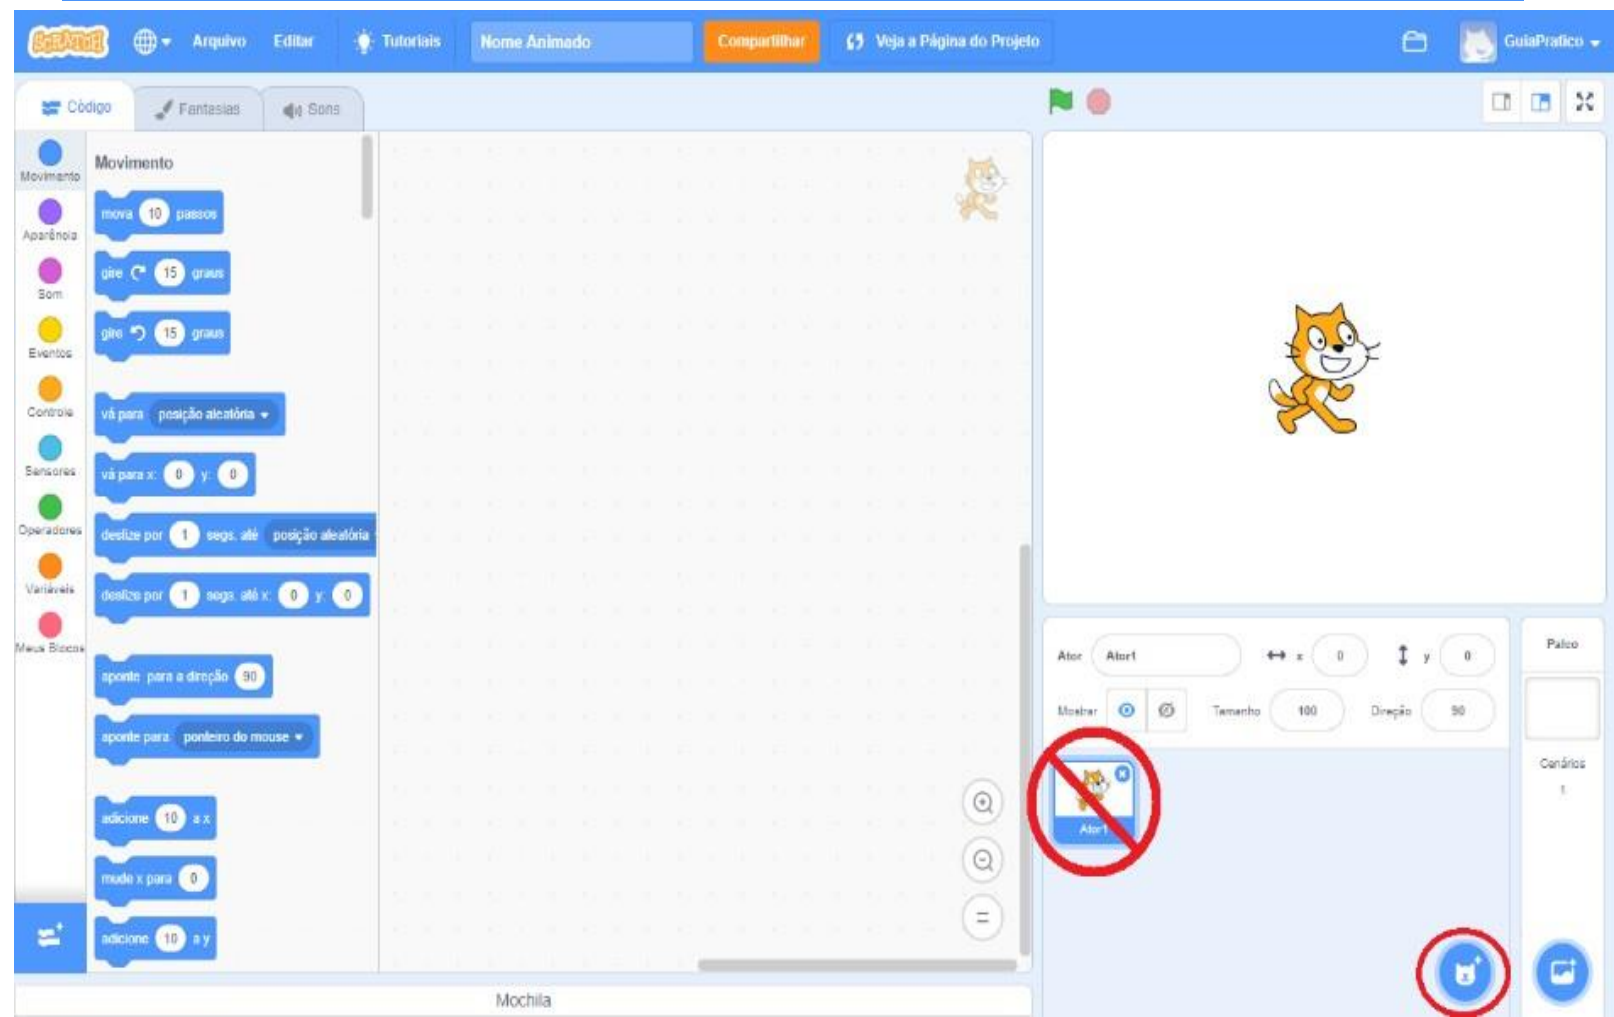 SCRATCH
Arquivo
Editar
Tutoriais
Nome Animado
Compartilhar
Veja a Página do Projeto
GuiaPratico
Código
Fantasias
Sons
Movimento
Aparência
Som
Eventos
Controle
Sensores
Operadores
Variáveis
Meus Blocos
Movimento
mova 10 passos
gire 15 graus
gire 15 graus
vá para posição aleatória
vá para x: 0 y: 0
deslize por 1 segs. até posição aleatória
deslize por 1 segs. até x: 0 y: 0
aponte para a direção 90
aponte para ponteiro do mouse
adicione 10 a x
mude x para 0
adicione 10 a y
Mochila
Ator Ator1 x 0 y 0
Mostrar Tamanho 100 Direção 90
Ator1
Palco
Cenários
1